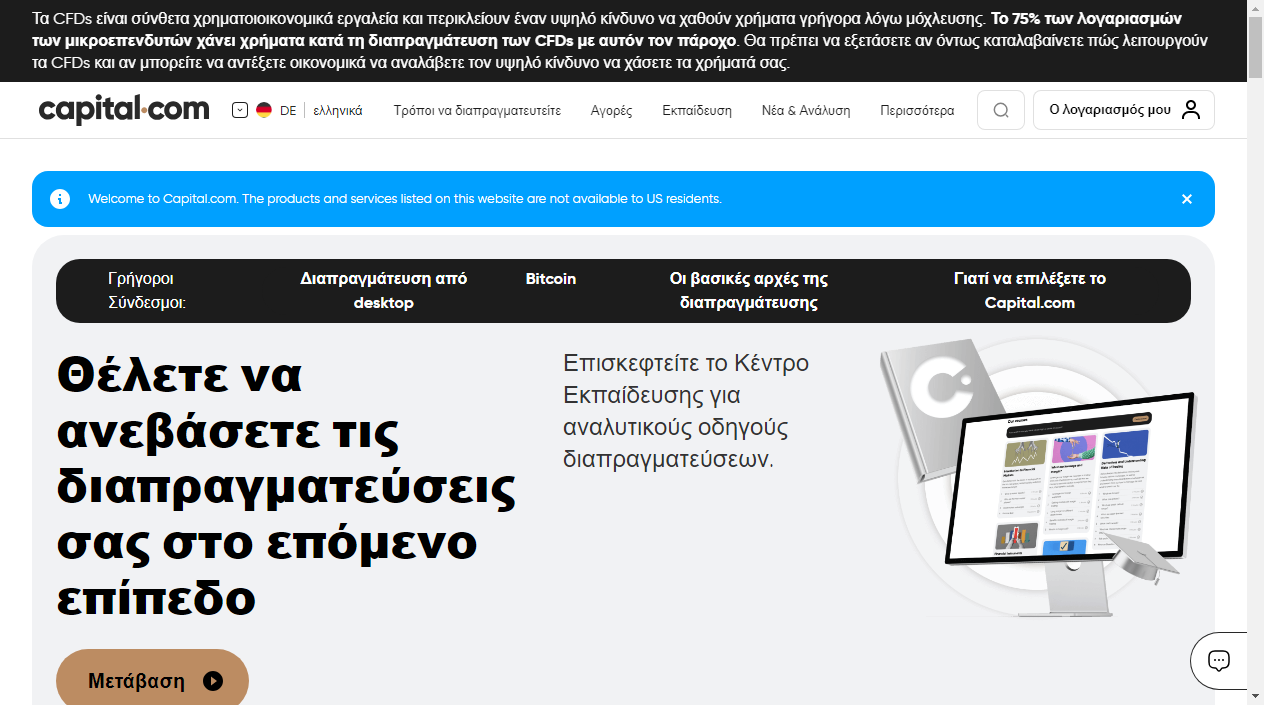 Τα CFDs είναι σύνθετα χρηματοιοικονομικά εργαλεία και περικλείουν έναν υψηλό κίνδυνο να χαθούν χρήματα γρήγορα λόγω μόχλευσης. Το 75% των λογαριασμών
των μικροεπενδυτών χάνει χρήματα κατά τη διαπραγμάτευση των CFDs με αυτόν τον πάροχο. Θα πρέπει να εξετάσετε αν όντως καταλαβαίνετε πώς λειτουργούν
τα CFDs και αν μπορείτε να αντέξετε οικονομικά να αναλάβετε τον υψηλό κίνδυνο να χάσετε τα χρήματά σας.
capital.com DE ελληνικά Τρόποι να διαπραγματευτείτε Αγορές Εκπαίδευση Νέα & Ανάλυση Περισσότερα Ο λογαριασμός μου
Welcome to Capital.com. The products and services listed on this website are not available to US residents.
Γρήγοροι
Σύνδεσμοι:
Διαπραγμάτευση από
desktop
Bitcoin
Οι βασικές αρχές της
διαπραγμάτευσης
Γιατί να επιλέξετε το
Capital.com
Θέλετε να
ανεβάσετε τις
διαπραγματεύσεις
σας στο επόμενο
επίπεδο
Επισκεφτείτε το Κέντρο
Εκπαίδευσης για
αναλυτικούς οδηγούς
διαπραγματεύσεων.
Μετάβαση